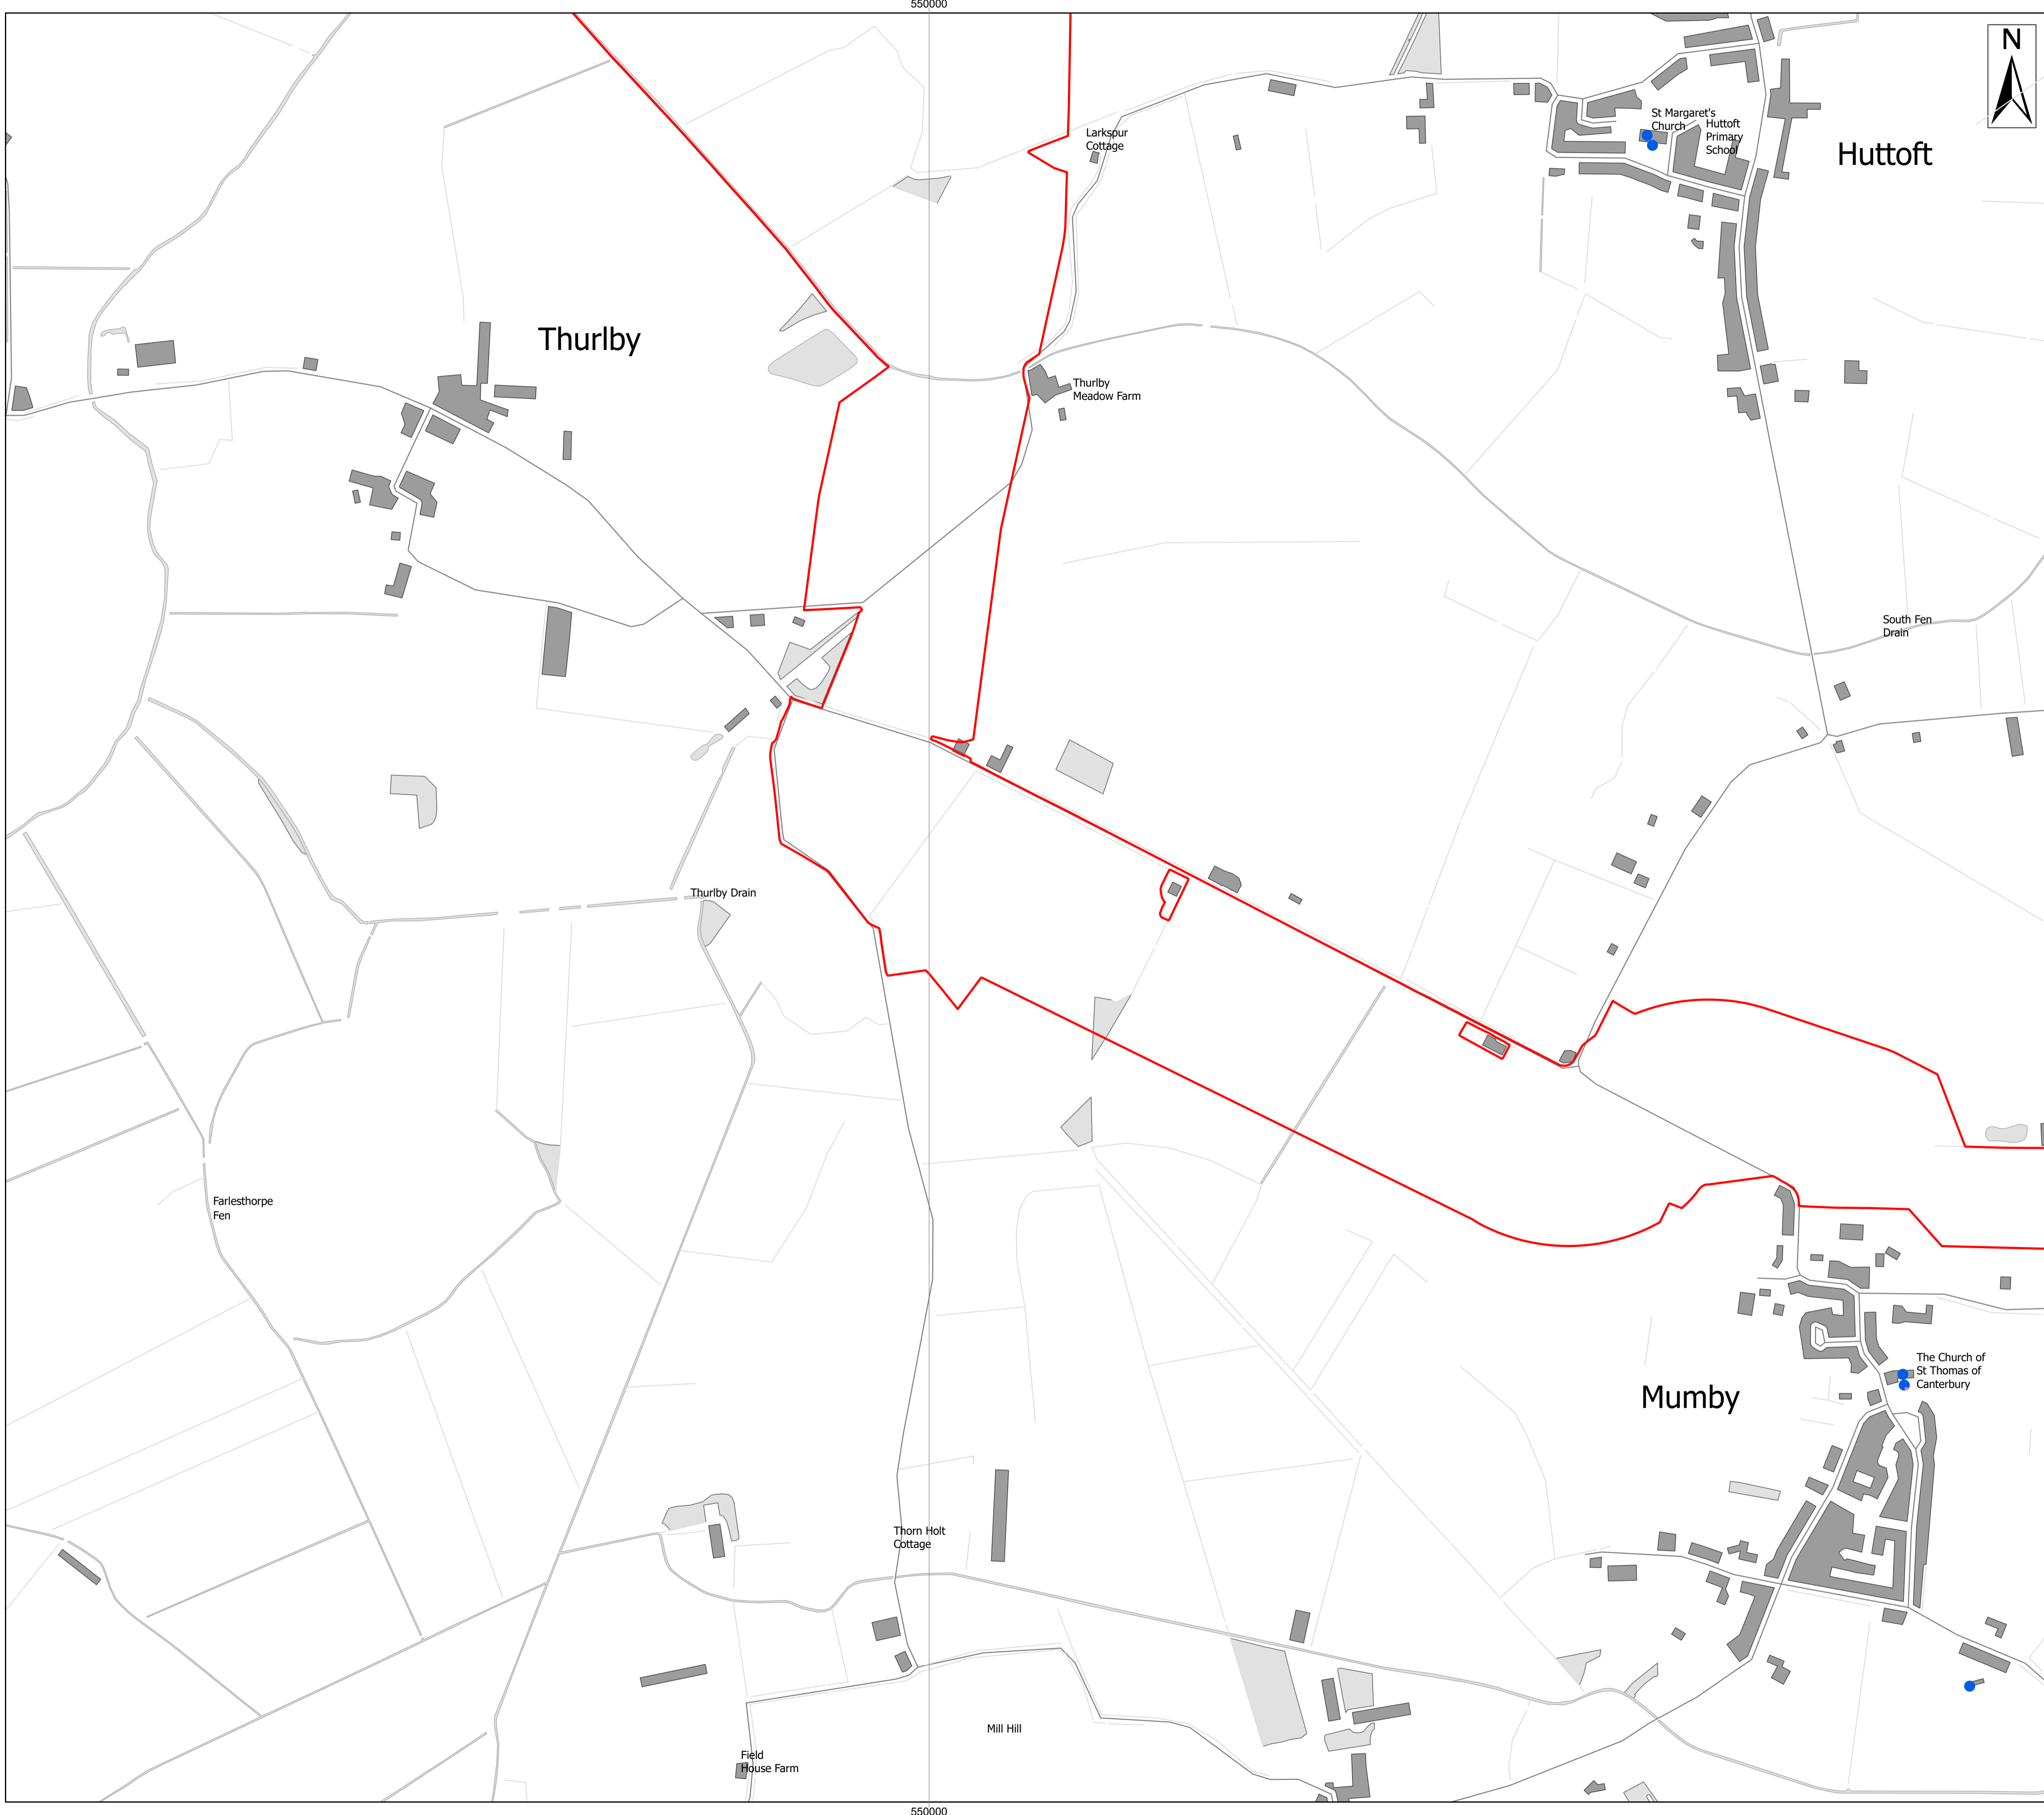 550000
N
St Margaret's
Church
Huttoft
Primary
School
Huttoft
Larkspur
Cottage
Thurlby
Thurlby
Meadow Farm
South Fen
Drain
Thurlby Drain
Farlesthorpe
Fen
The Church of
St Thomas of
Canterbury
Mumby
Thorn Holt
Cottage
Mill Hill
Field
House Farm
550000